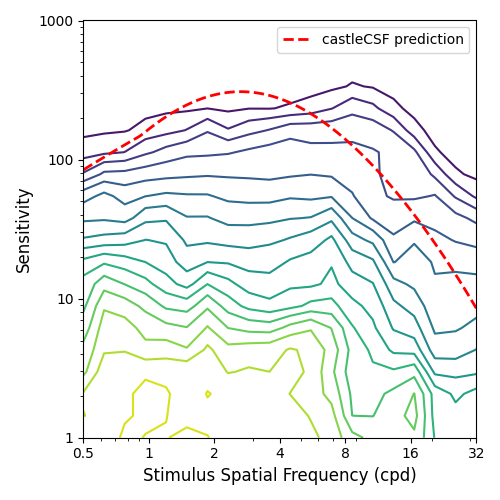 1000
castleCSF prediction
100
Sensitivity
10
1
0.5 1 2 4 8 16 32
Stimulus Spatial Frequency (cpd)